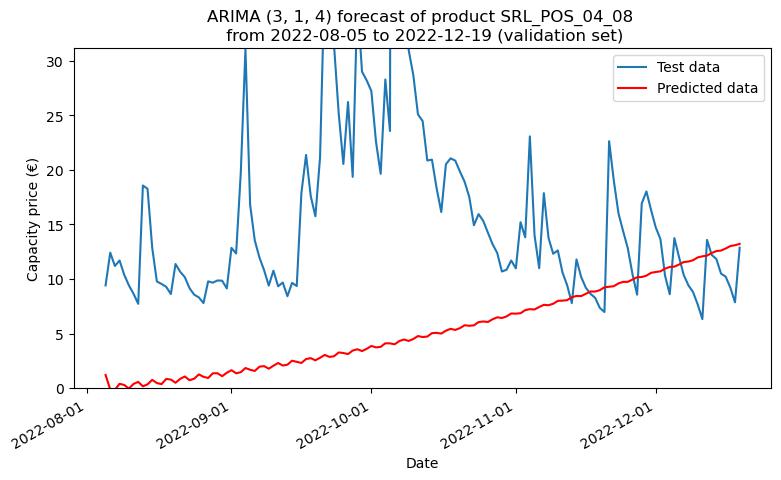 ARIMA (3, 1, 4) forecast of product SRL_POS_04_08
from 2022-08-05 to 2022-12-19 (validation set)
Test data
Predicted data
30
25
20
15
10
5
0
Capacity price (€)
2022-08-01
2022-09-01
2022-10-01
2022-11-01
2022-12-01
Date